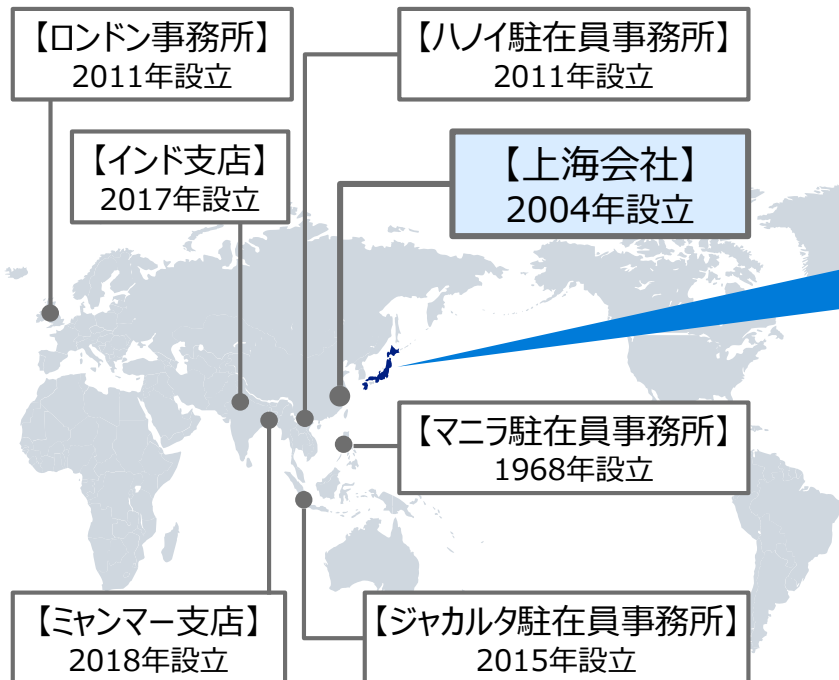 【ロンドン事務所】
2011年設立
【ハノイ駐在員事務所】
2011年設立
【インド支店】
2017年設立
【上海会社】
2004年設立
【マニラ駐在員事務所】
1968年設立
【ミャンマー支店】
2018年設立
【ジャカルタ駐在員事務所】
2015年設立